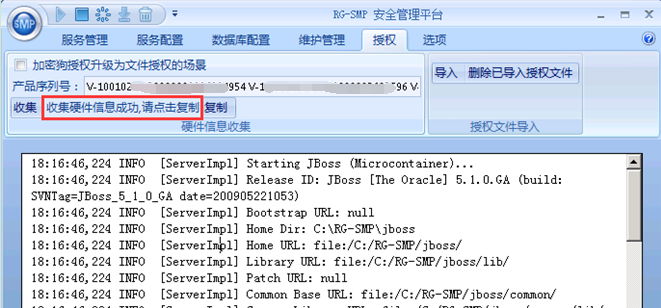 RG-SMP 安全管理平台
SMP
服务管理 服务配置 数据库配置 维护管理 授权 选项
加密狗授权升级为文件授权的场景
产品序列号: V-100102 954 V-1 596 V-
收集 收集硬件信息成功,请点击复制 复制
硬件信息收集
导入 删除已导入授权文件
授权文件导入
18:16:46,224 INFO [ServerImpl] Starting JBoss (Microcontainer)...
18:16:46,224 INFO [ServerImpl] Release ID: JBoss [The Oracle] 5.1.0.GA (build:
SVNTag=JBoss_5_1_0_GA date=200905221053)
18:16:46,224 INFO [ServerImpl] Bootstrap URL: null
18:16:46,224 INFO [ServerImpl] Home Dir: C:\RG-SMP\jboss
18:16:46,224 INFO [ServerImpl] Home URL: file:/C:/RG-SMP/jboss/
18:16:46,224 INFO [ServerImpl] Library URL: file:/C:/RG-SMP/jboss/lib/
18:16:46,224 INFO [ServerImpl] Patch URL: null
18:16:46,224 INFO [ServerImpl] Common Base URL: file:/C:/RG-SMP/jboss/common/